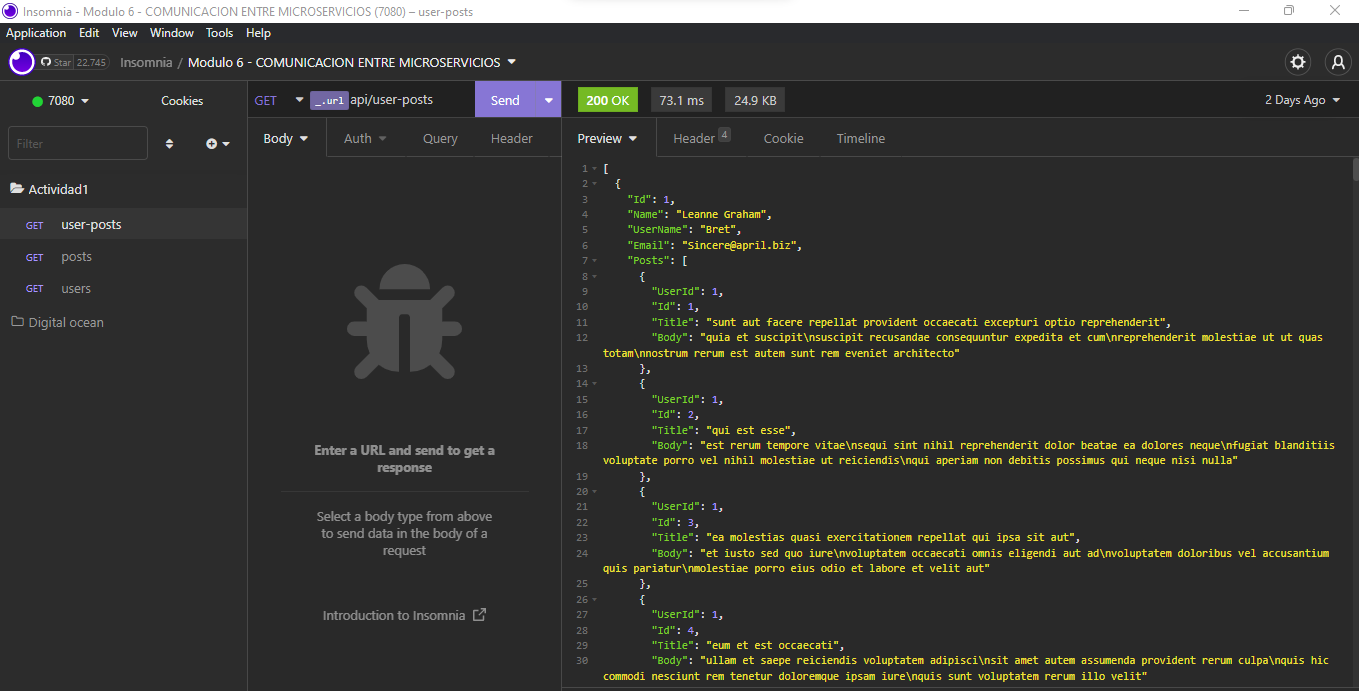 Insomnia - Modulo 6 - COMUNICACION ENTRE MICROSERVICIOS (7080) – user-posts
Application Edit View Window Tools Help
Star 22.745 Insomnia / Modulo 6 - COMUNICACION ENTRE MICROSERVICIOS
7080 Cookies
GET _.url api/user-posts Send
200 OK 73.1 ms 24.9 KB 2 Days Ago
Filter
Body Auth Query Header
Preview Header 4 Cookie Timeline
Actividad1
GET user-posts
GET posts
GET users
Digital ocean
Enter a URL and send to get a
response
Select a body type from above
to send data in the body of a
request
Introduction to Insomnia
1 [
2 {
3 "Id": 1,
4 "Name": "Leanne Graham",
5 "UserName": "Bret",
6 "Email": "Sincere@april.biz",
7 "Posts": [
8 {
9 "UserId": 1,
10 "Id": 1,
11 "Title": "sunt aut facere repellat provident occaecati excepturi optio reprehenderit",
12 "Body": "quia et suscipit\nsuscipit recusandae consequuntur expedita et cum\nreprehenderit molestiae ut ut quas
totam\nnostrum rerum est autem sunt rem eveniet architecto"
13 },
14 {
15 "UserId": 1,
16 "Id": 2,
17 "Title": "qui est esse",
18 "Body": "est rerum tempore vitae\nsequi sint nihil reprehenderit dolor beatae ea dolores neque\nfugiat blanditiis
voluptate porro vel nihil molestiae ut reiciendis\nqui aperiam non debitis possimus qui neque nisi nulla"
19 },
20 {
21 "UserId": 1,
22 "Id": 3,
23 "Title": "ea molestias quasi exercitationem repellat qui ipsa sit aut",
24 "Body": "et iusto sed quo iure\nvoluptatem occaecati omnis eligendi aut ad\nvoluptatem doloribus vel accusantium
quis pariatur\nmolestiae porro eius odio et labore et velit aut"
25 },
26 {
27 "UserId": 1,
28 "Id": 4,
29 "Title": "eum et est occaecati",
30 "Body": "ullam et saepe reiciendis voluptatem adipisci\nsit amet autem assumenda provident rerum culpa\nquis hic
commodi nesciunt rem tenetur doloremque ipsam iure\nquis sunt voluptatem rerum illo velit"